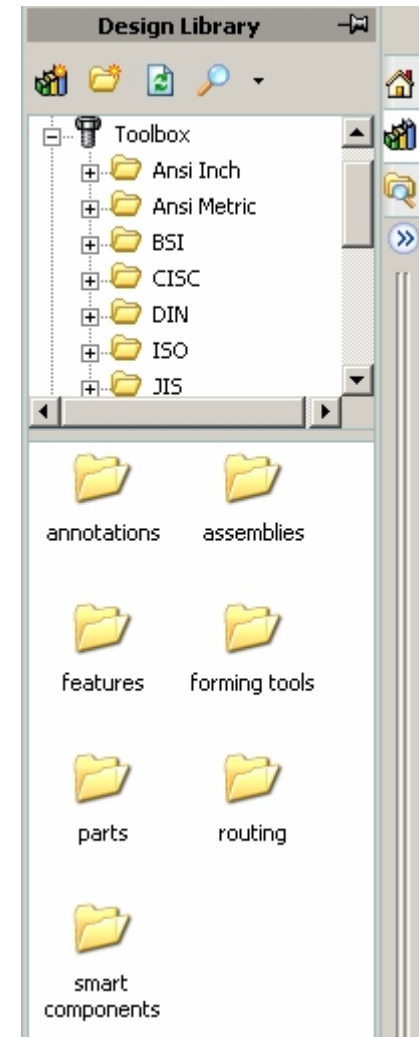 Design Library
Toolbox
Ansi Inch
Ansi Metric
BSI
CISC
DIN
ISO
JIS
annotations assemblies
features forming tools
parts routing
smart
components